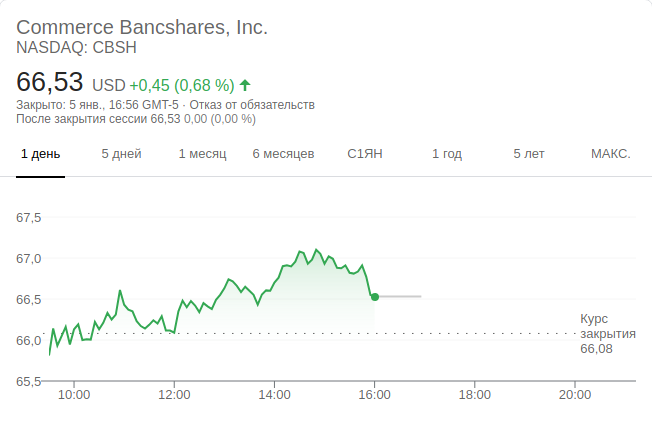 Commerce Bancshares, Inc.
NASDAQ: CBSH
66,53 USD +0,45 (0,68 %)
Закрыто: 5 янв., 16:56 GMT-5 · Отказ от обязательств
После закрытия сессии 66,53 0,00 (0,00 %)
1 день 5 дней 1 месяц 6 месяцев С1ЯН 1 год 5 лет МАКС.
67,5
67,0
66,5
66,0
65,5
Курс
закрытия
66,08
10:00 12:00 14:00 16:00 18:00 20:00